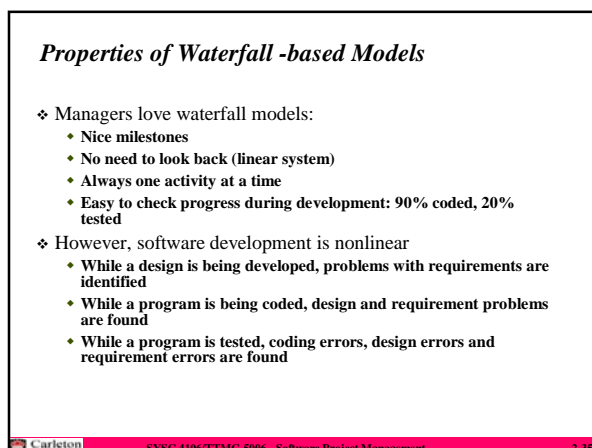 Properties of Waterfall -based Models
❖ Managers love waterfall models:
◆ Nice milestones
◆ No need to look back (linear system)
◆ Always one activity at a time
◆ Easy to check progress during development: 90% coded, 20%
tested
❖ However, software development is nonlinear
◆ While a design is being developed, problems with requirements are
identified
◆ While a program is being coded, design and requirement problems
are found
◆ While a program is tested, coding errors, design errors and
requirement errors are found
Carleton
Software Project Management